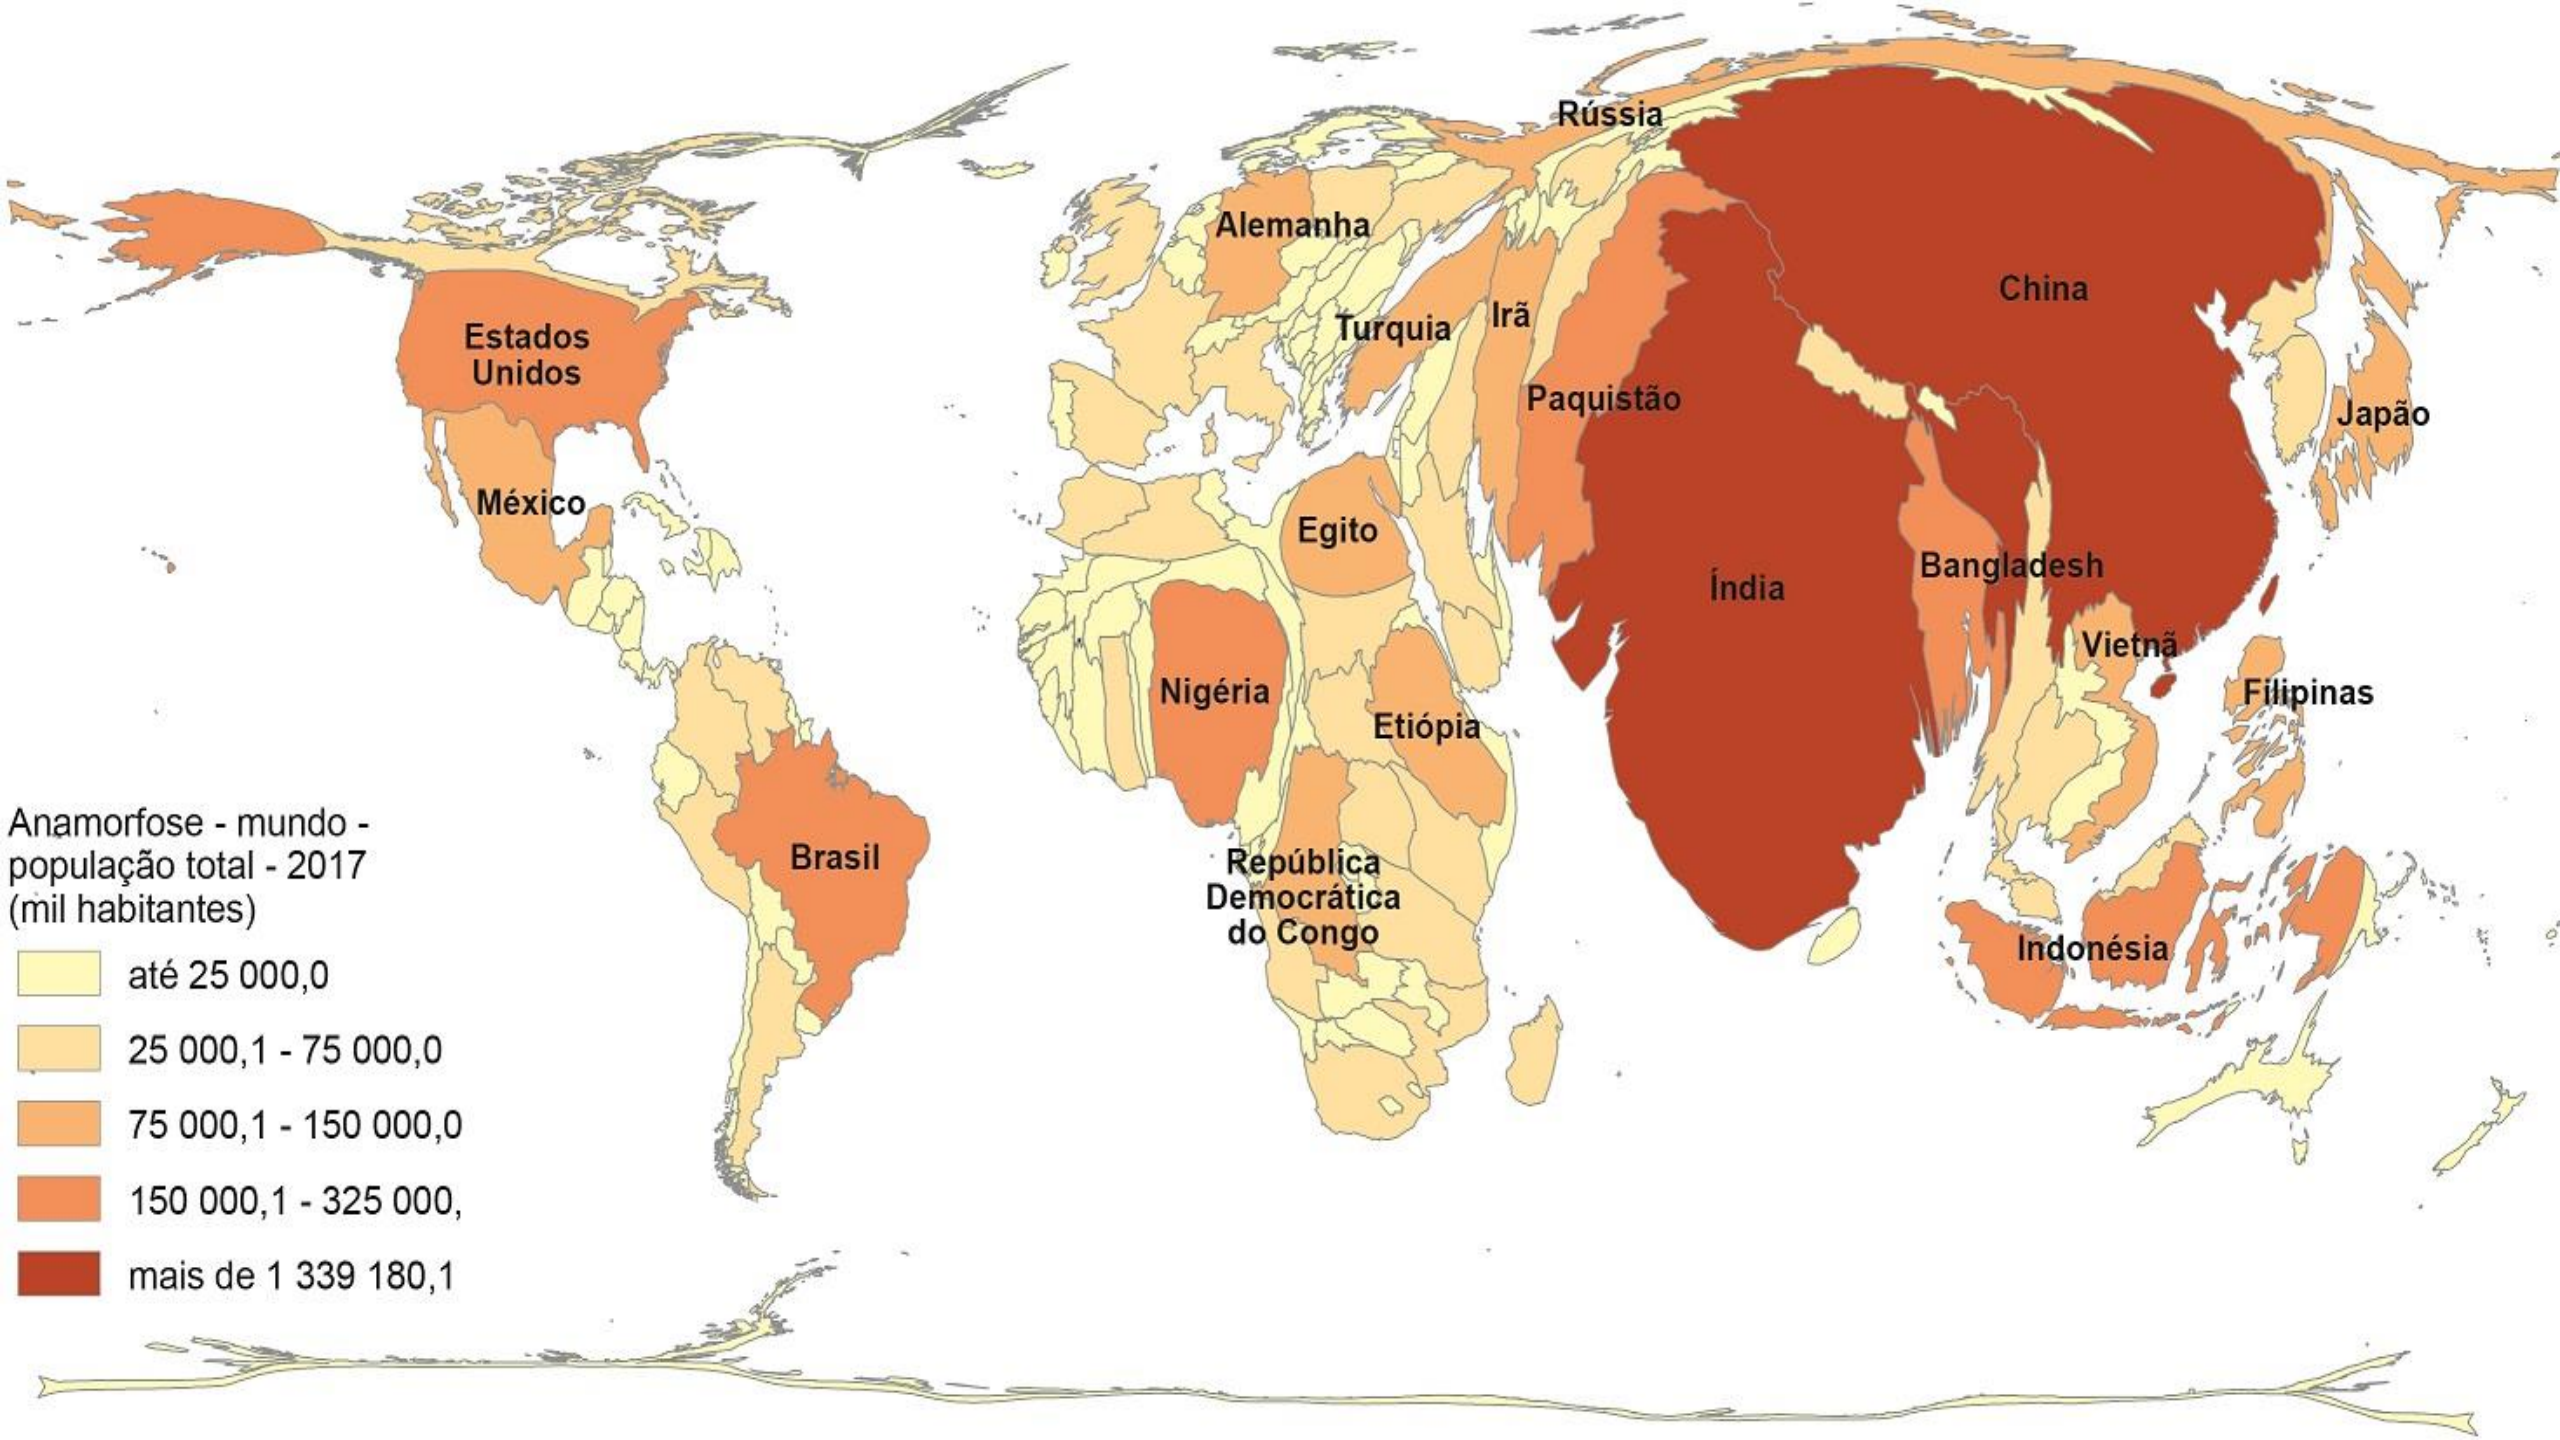 Rússia
Alemanha
China
Estados
Unidos
Turquia
Irã
Paquistão
Japão
México
Egito
Bangladesh
Índia
Vietnã
Nigéria
Filipinas
Etiópia
Brasil
República
Democrática
do Congo
Indonésia
Anamorfose - mundo -
população total - 2017
(mil habitantes)
até 25 000,0
25 000,1 - 75 000,0
75 000,1 - 150 000,0
150 000,1 - 325 000,
mais de 1 339 180,1